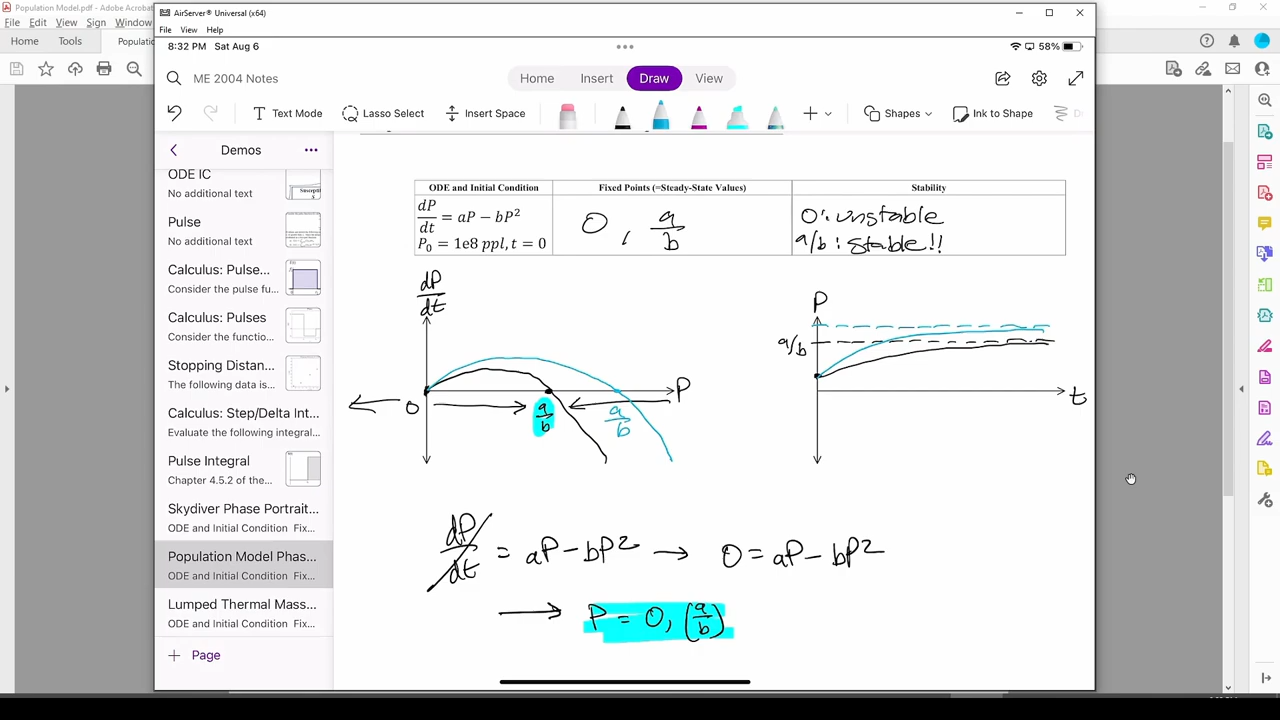 Population Model.pdf - Adobe Acrobat
File Edit View Sign Window
Home Tools Populati
AirServer® Universal (x64)
File View Help
8:32 PM Sat Aug 6
58%
ME 2004 Notes
Home Insert Draw View
Text Mode Lasso Select Insert Space Shapes Ink to Shape
Demos
ODE IC
No additional text
Pulse
No additional text
Calculus: Pulse...
Consider the pulse fu...
Calculus: Pulses
Consider the functio...
Stopping Distan...
The following data is...
Calculus: Step/Delta Int...
Evaluate the following integral...
Pulse Integral
Chapter 4.5.2 of the...
Skydiver Phase Portrait...
ODE and Initial Condition Fix...
Population Model Phas...
ODE and Initial Condition Fix...
Lumped Thermal Mass...
ODE and Initial Condition Fix...
Page
ODE and Initial Condition Fixed Points (=Steady-State Values) Stability
dP/dt = aP − bP²
P₀ = 1e8 ppl, t = 0
0, a/b
0: unstable
a/b: stable!!
dP/dt
P
0
a/b
a/b
P
a/b
t
dP/dt = aP − bP² → 0 = aP − bP²
→ P = 0, (a/b)